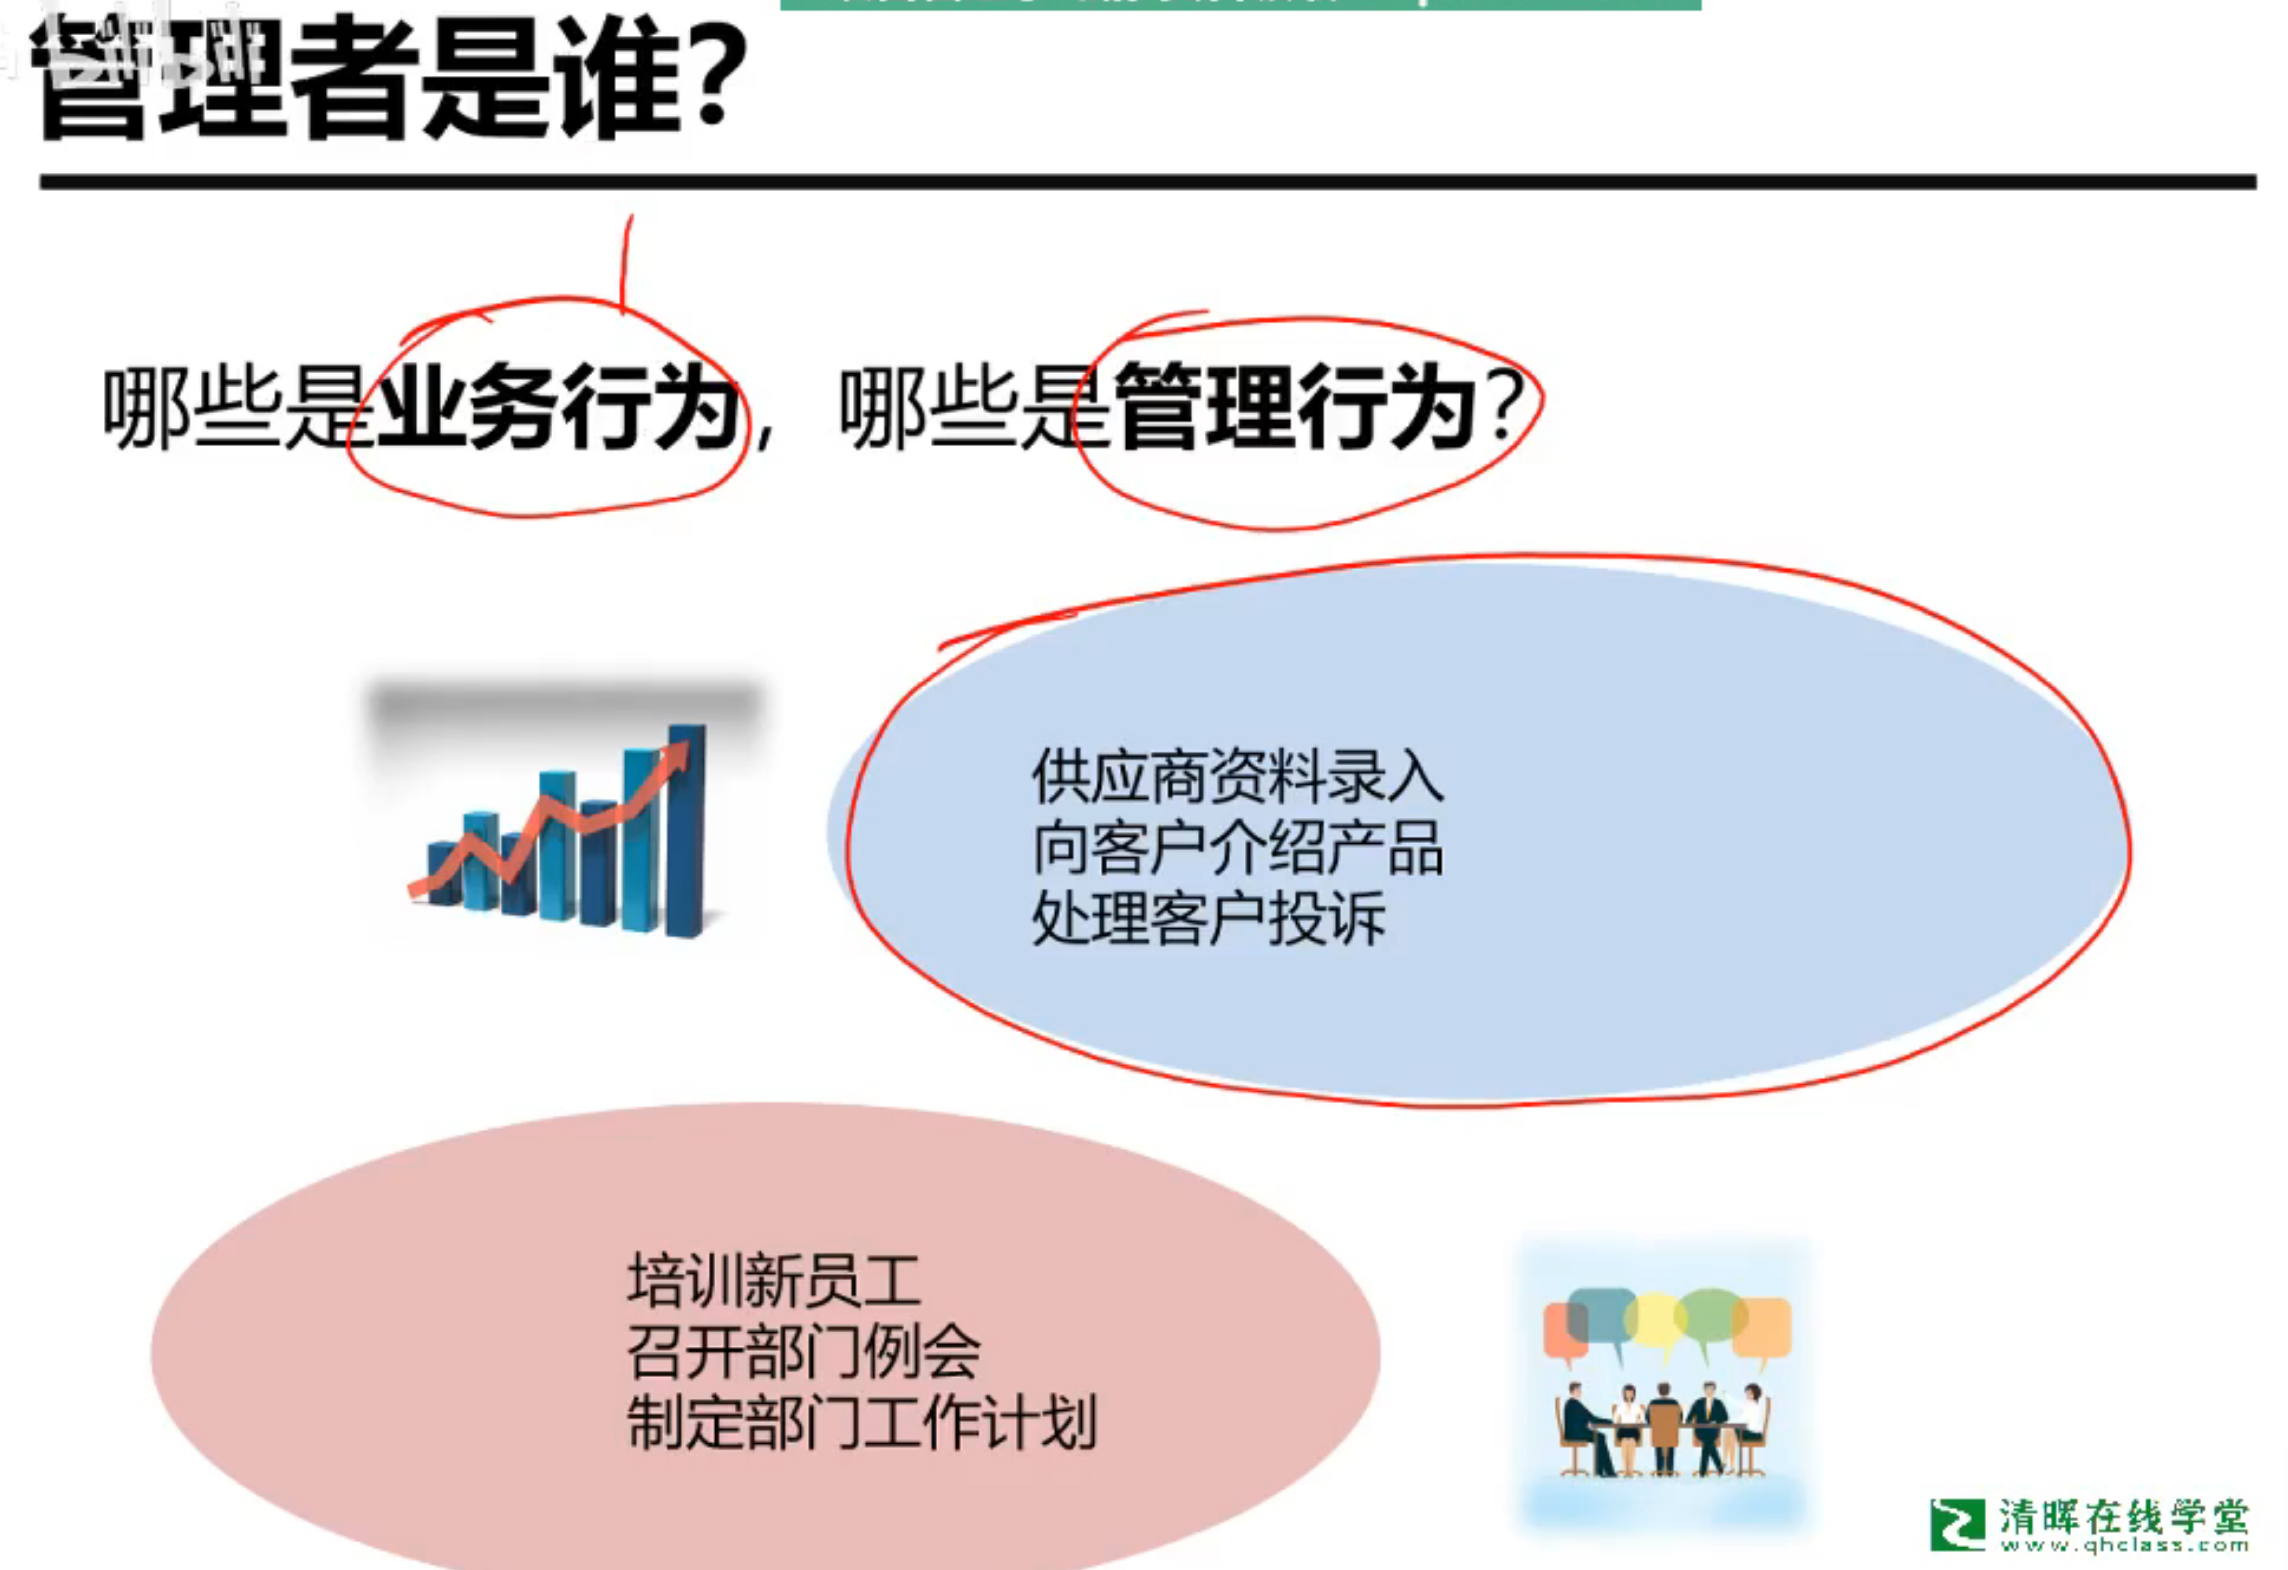 管理者是谁?
哪些是业务行为，哪些是管理行为?
供应商资料录入
向客户介绍产品
处理客户投诉
培训新员工
召开部门例会
制定部门工作计划
清晖在线学堂
www.qhclass.com